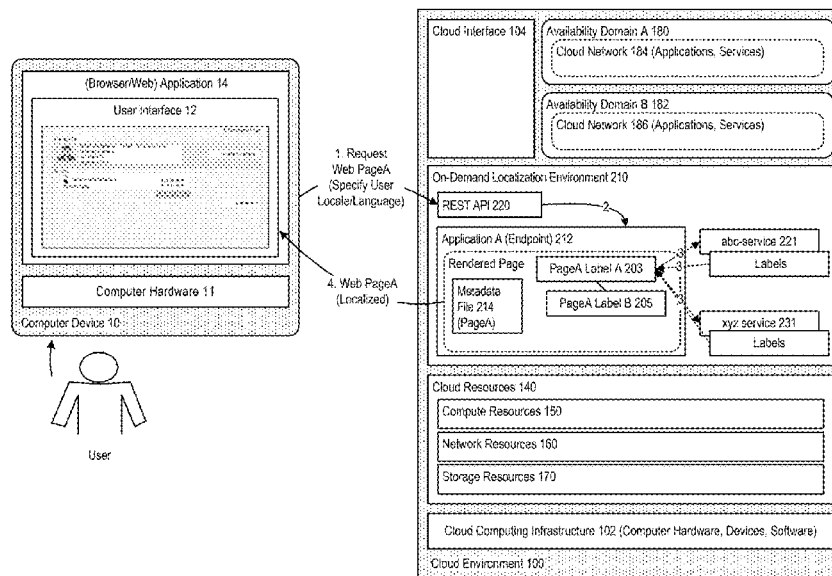 (Browser/Web) Application 14
User Interface 12
Computer Hardware 11
Computer Device 10
User
1. Request
Web PageA
(Specify User
Locale/Language)
4. Web PageA
(Localized)
Cloud Interface 104
Availability Domain A 180
Cloud Network 184 (Applications, Services)
Availability Domain B 182
Cloud Network 186 (Applications, Services)
On-Demand Localization Environment 210
REST API 220
2
Application A (Endpoint) 212
Rendered Page
Metadata
File 214
(PageA)
PageA Label A 203
PageA Label B 205
3
abc-service 221
3
Labels
3
xyz service 231
Labels
Cloud Resources 140
Compute Resources 150
Network Resources 160
Storage Resources 170
Cloud Computing Infrastructure 102 (Computer Hardware, Devices, Software)
Cloud Environment 100